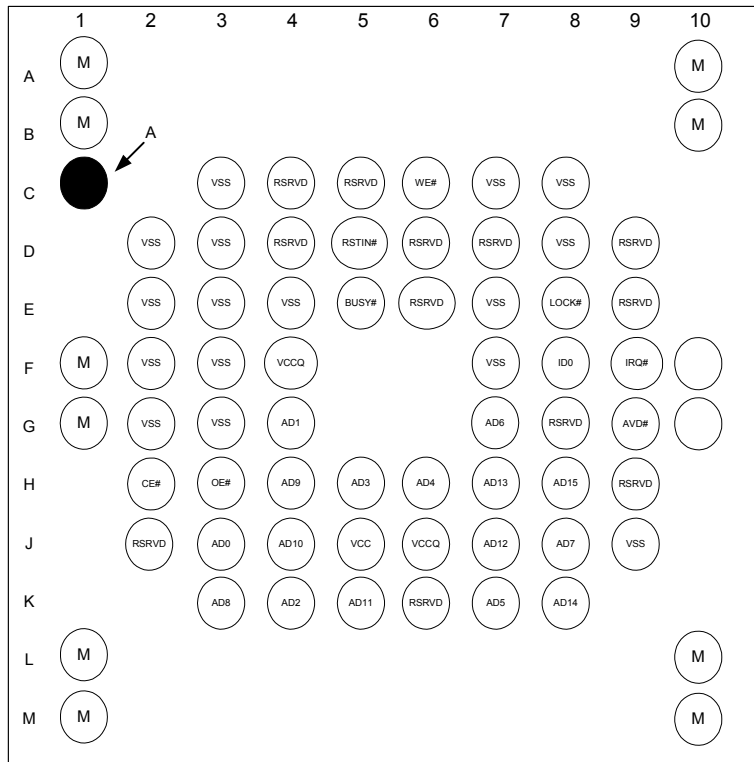 1 2 3 4 5 6 7 8 9 10
A M M
B M M
A
C VSS RSRVD RSRVD WE# VSS VSS
D VSS VSS RSRVD RSTIN# RSRVD RSRVD VSS RSRVD
E VSS VSS VSS BUSY# RSRVD VSS LOCK# RSRVD
F M VSS VSS VCCQ VSS ID0 IRQ#
G M VSS VSS AD1 AD6 RSRVD AVD#
H CE# OE# AD9 AD3 AD4 AD13 AD15 RSRVD
J RSRVD AD0 AD10 VCC VCCQ AD12 AD7 VSS
K AD8 AD2 AD11 RSRVD AD5 AD14
L M M
M M M